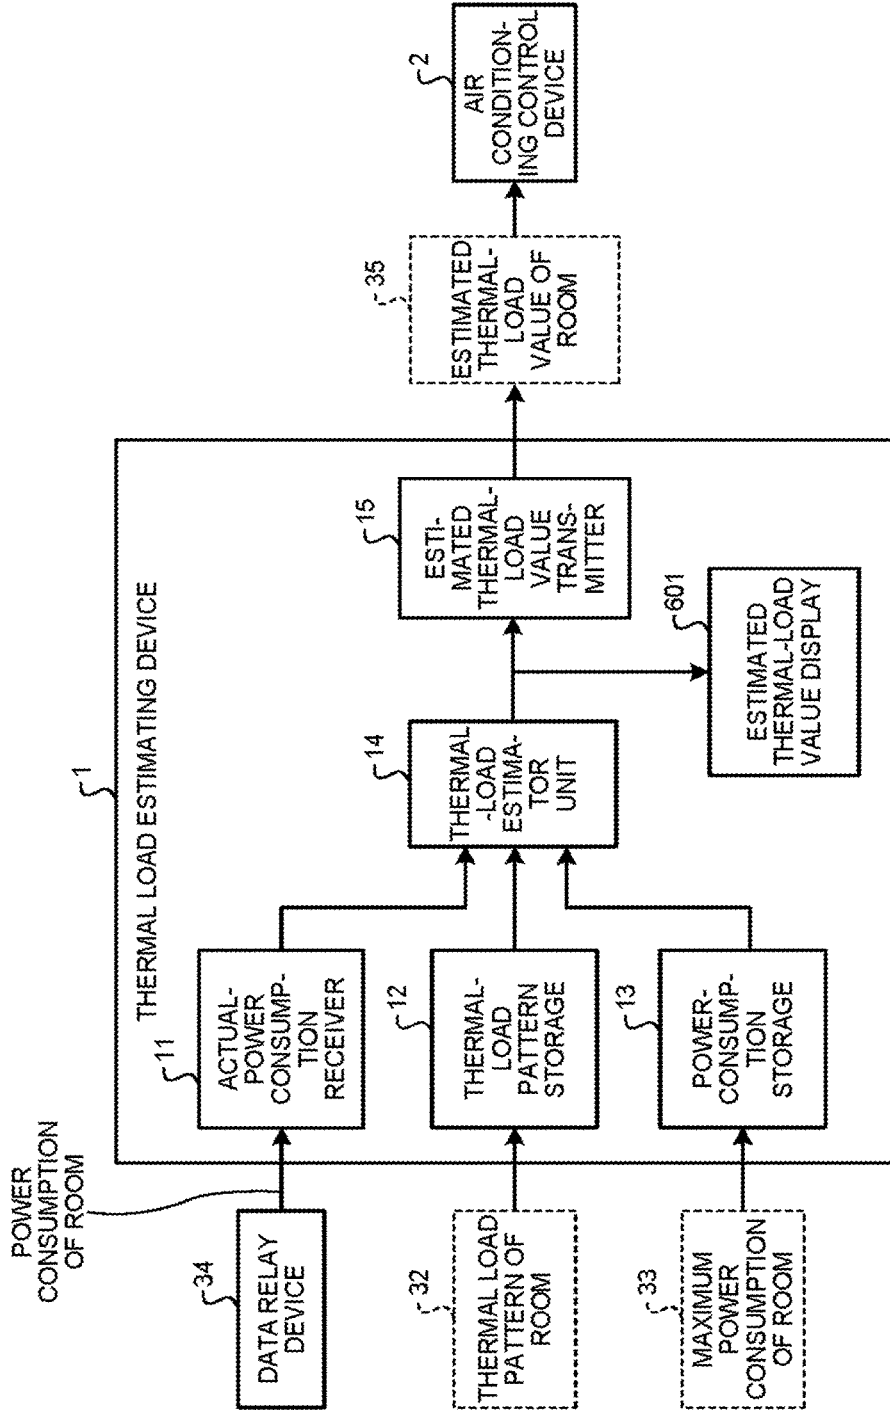 POWER
CONSUMPTION
OF ROOM
34
DATA RELAY
DEVICE
32
THERMAL LOAD
PATTERN OF
ROOM
33
MAXIMUM
POWER
CONSUMPTION
OF ROOM
1
THERMAL LOAD ESTIMATING DEVICE
11
ACTUAL-
POWER
CONSUMP-
TION
RECEIVER
12
THERMAL-
LOAD
PATTERN
STORAGE
13
POWER-
CONSUMP-
TION
STORAGE
14
THERMAL
-LOAD
ESTIMA-
TOR
UNIT
15
ESTI-
MATED
THERMAL-
LOAD
VALUE
TRANS-
MITTER
601
ESTIMATED
THERMAL-LOAD
VALUE DISPLAY
35
ESTIMATED
THERMAL-
LOAD
VALUE OF
ROOM
2
AIR
CONDITION-
ING CONTROL
DEVICE